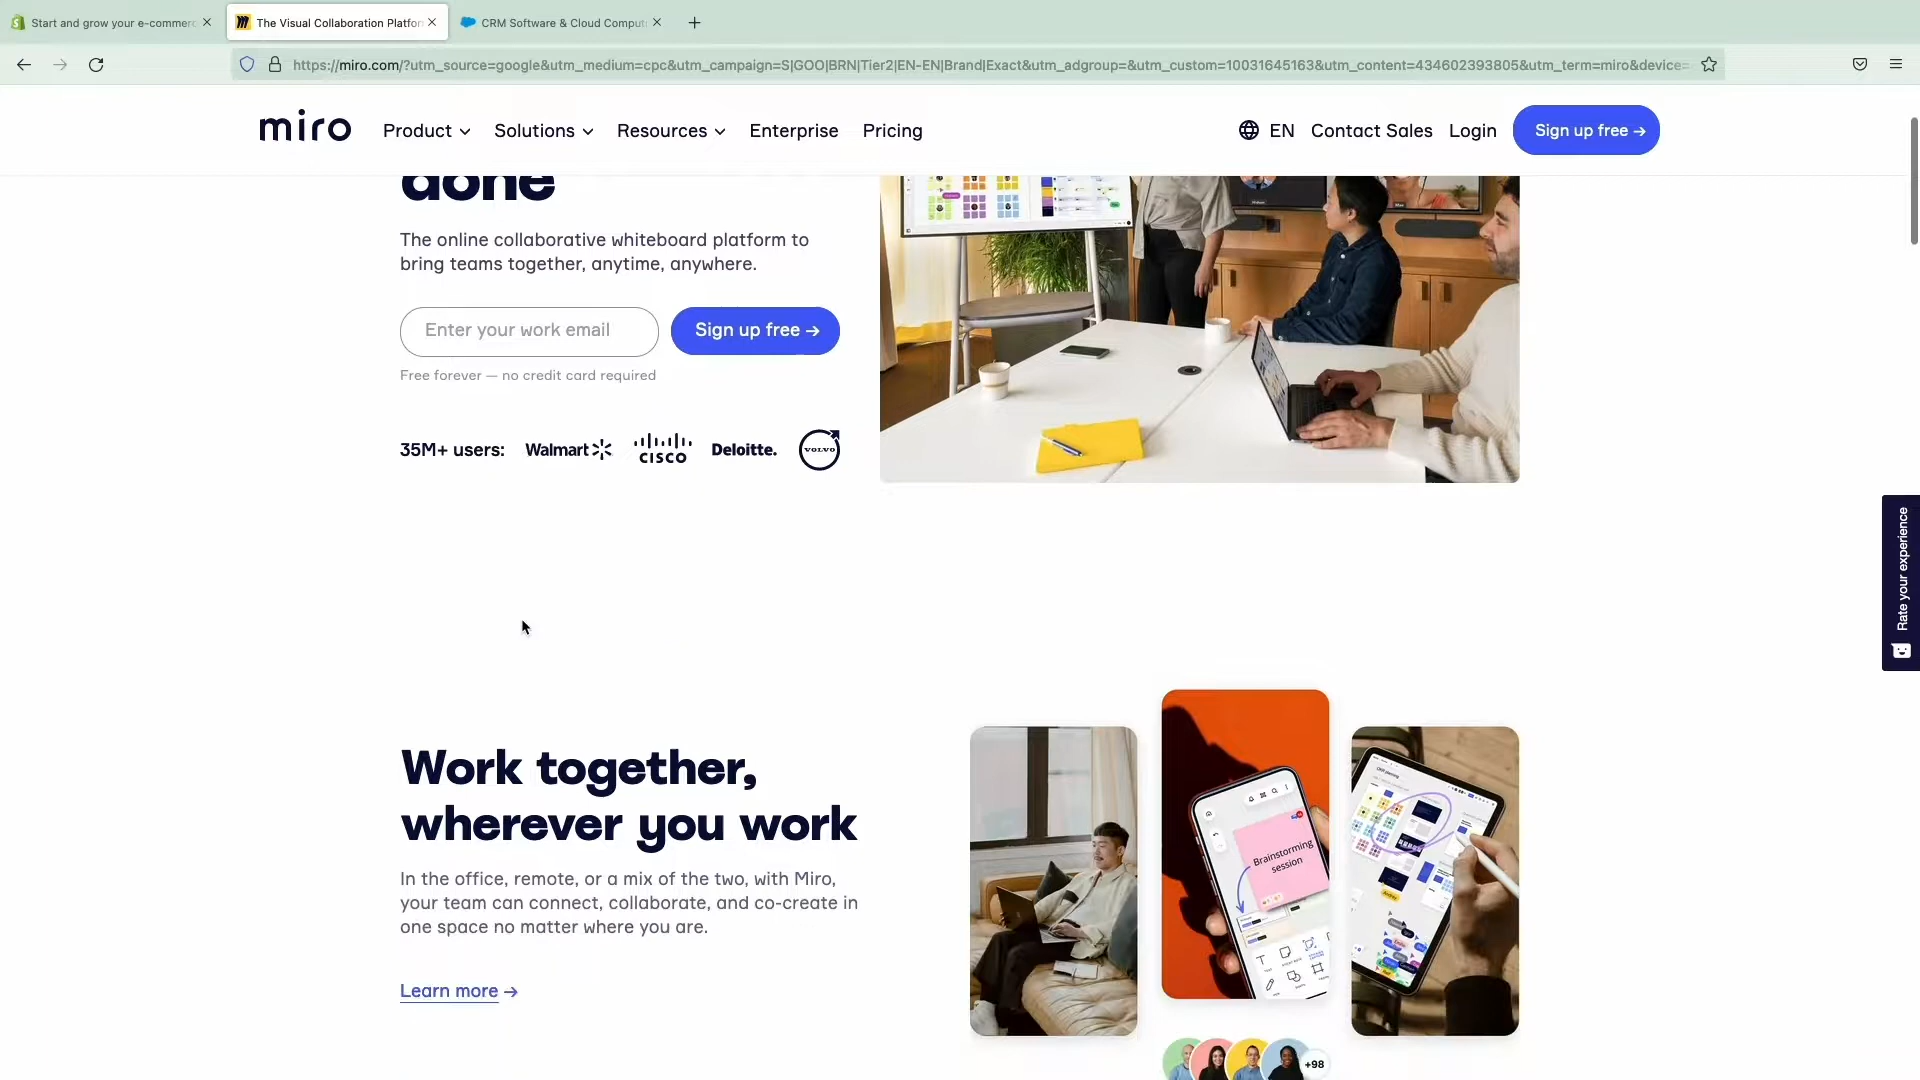 Start and grow your e-commerc
The Visual Collaboration Platfor
CRM Software & Cloud Comput
https://miro.com/?utm_source=google&utm_medium=cpc&utm_campaign=S|GOO|BRN|Tier2|EN-EN|Brand|Exact&utm_adgroup=&utm_custom=10031645163&utm_content=434602393805&utm_term=miro&device=
miro
Product
Solutions
Resources
Enterprise
Pricing
EN
Contact Sales
Login
Sign up free →
done
The online collaborative whiteboard platform to
bring teams together, anytime, anywhere.
Enter your work email
Sign up free →
Free forever — no credit card required
35M+ users:
Walmart
CISCO
Deloitte.
VOLVO
Rate your experience
Work together,
wherever you work
In the office, remote, or a mix of the two, with Miro,
your team can connect, collaborate, and co-create in
one space no matter where you are.
Learn more →
Brainstorming
session
+98